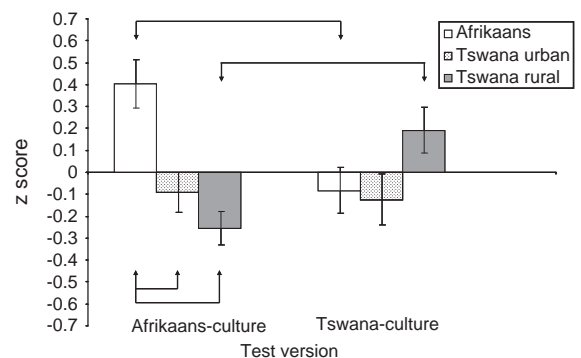 0.7
0.6
0.5
0.4
0.3
0.2
0.1
0
-0.1
-0.2
-0.3
-0.4
-0.5
-0.6
-0.7
z score
Afrikaans
Tswana urban
Tswana rural
Afrikaans-culture Tswana-culture
Test version